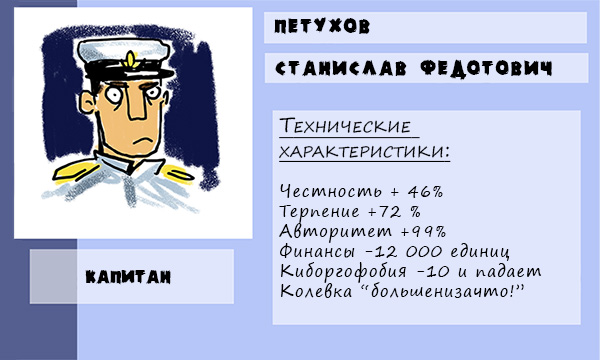 ПЕТУХОВ
СТАНИСЛАВ ФЕДОТОВИЧ
ТЕХНИЧЕСКИЕ
ХАРАКТЕРИСТИКИ:
Честность + 46%
Терпение +72 %
Авторитет +99%
Финансы -12 000 единиц
Киборгофобия -10 и падает
Колевка “большенизачто!”
КАПИТАН